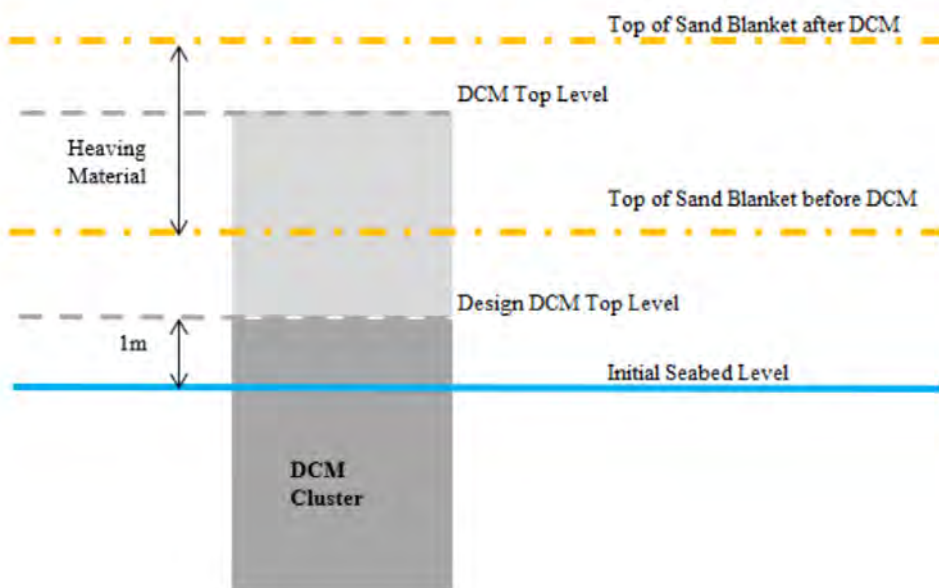 Top of Sand Blanket after DCM
DCM Top Level
Heaving
Material
Top of Sand Blanket before DCM
Design DCM Top Level
1m
Initial Seabed Level
DCM
Cluster